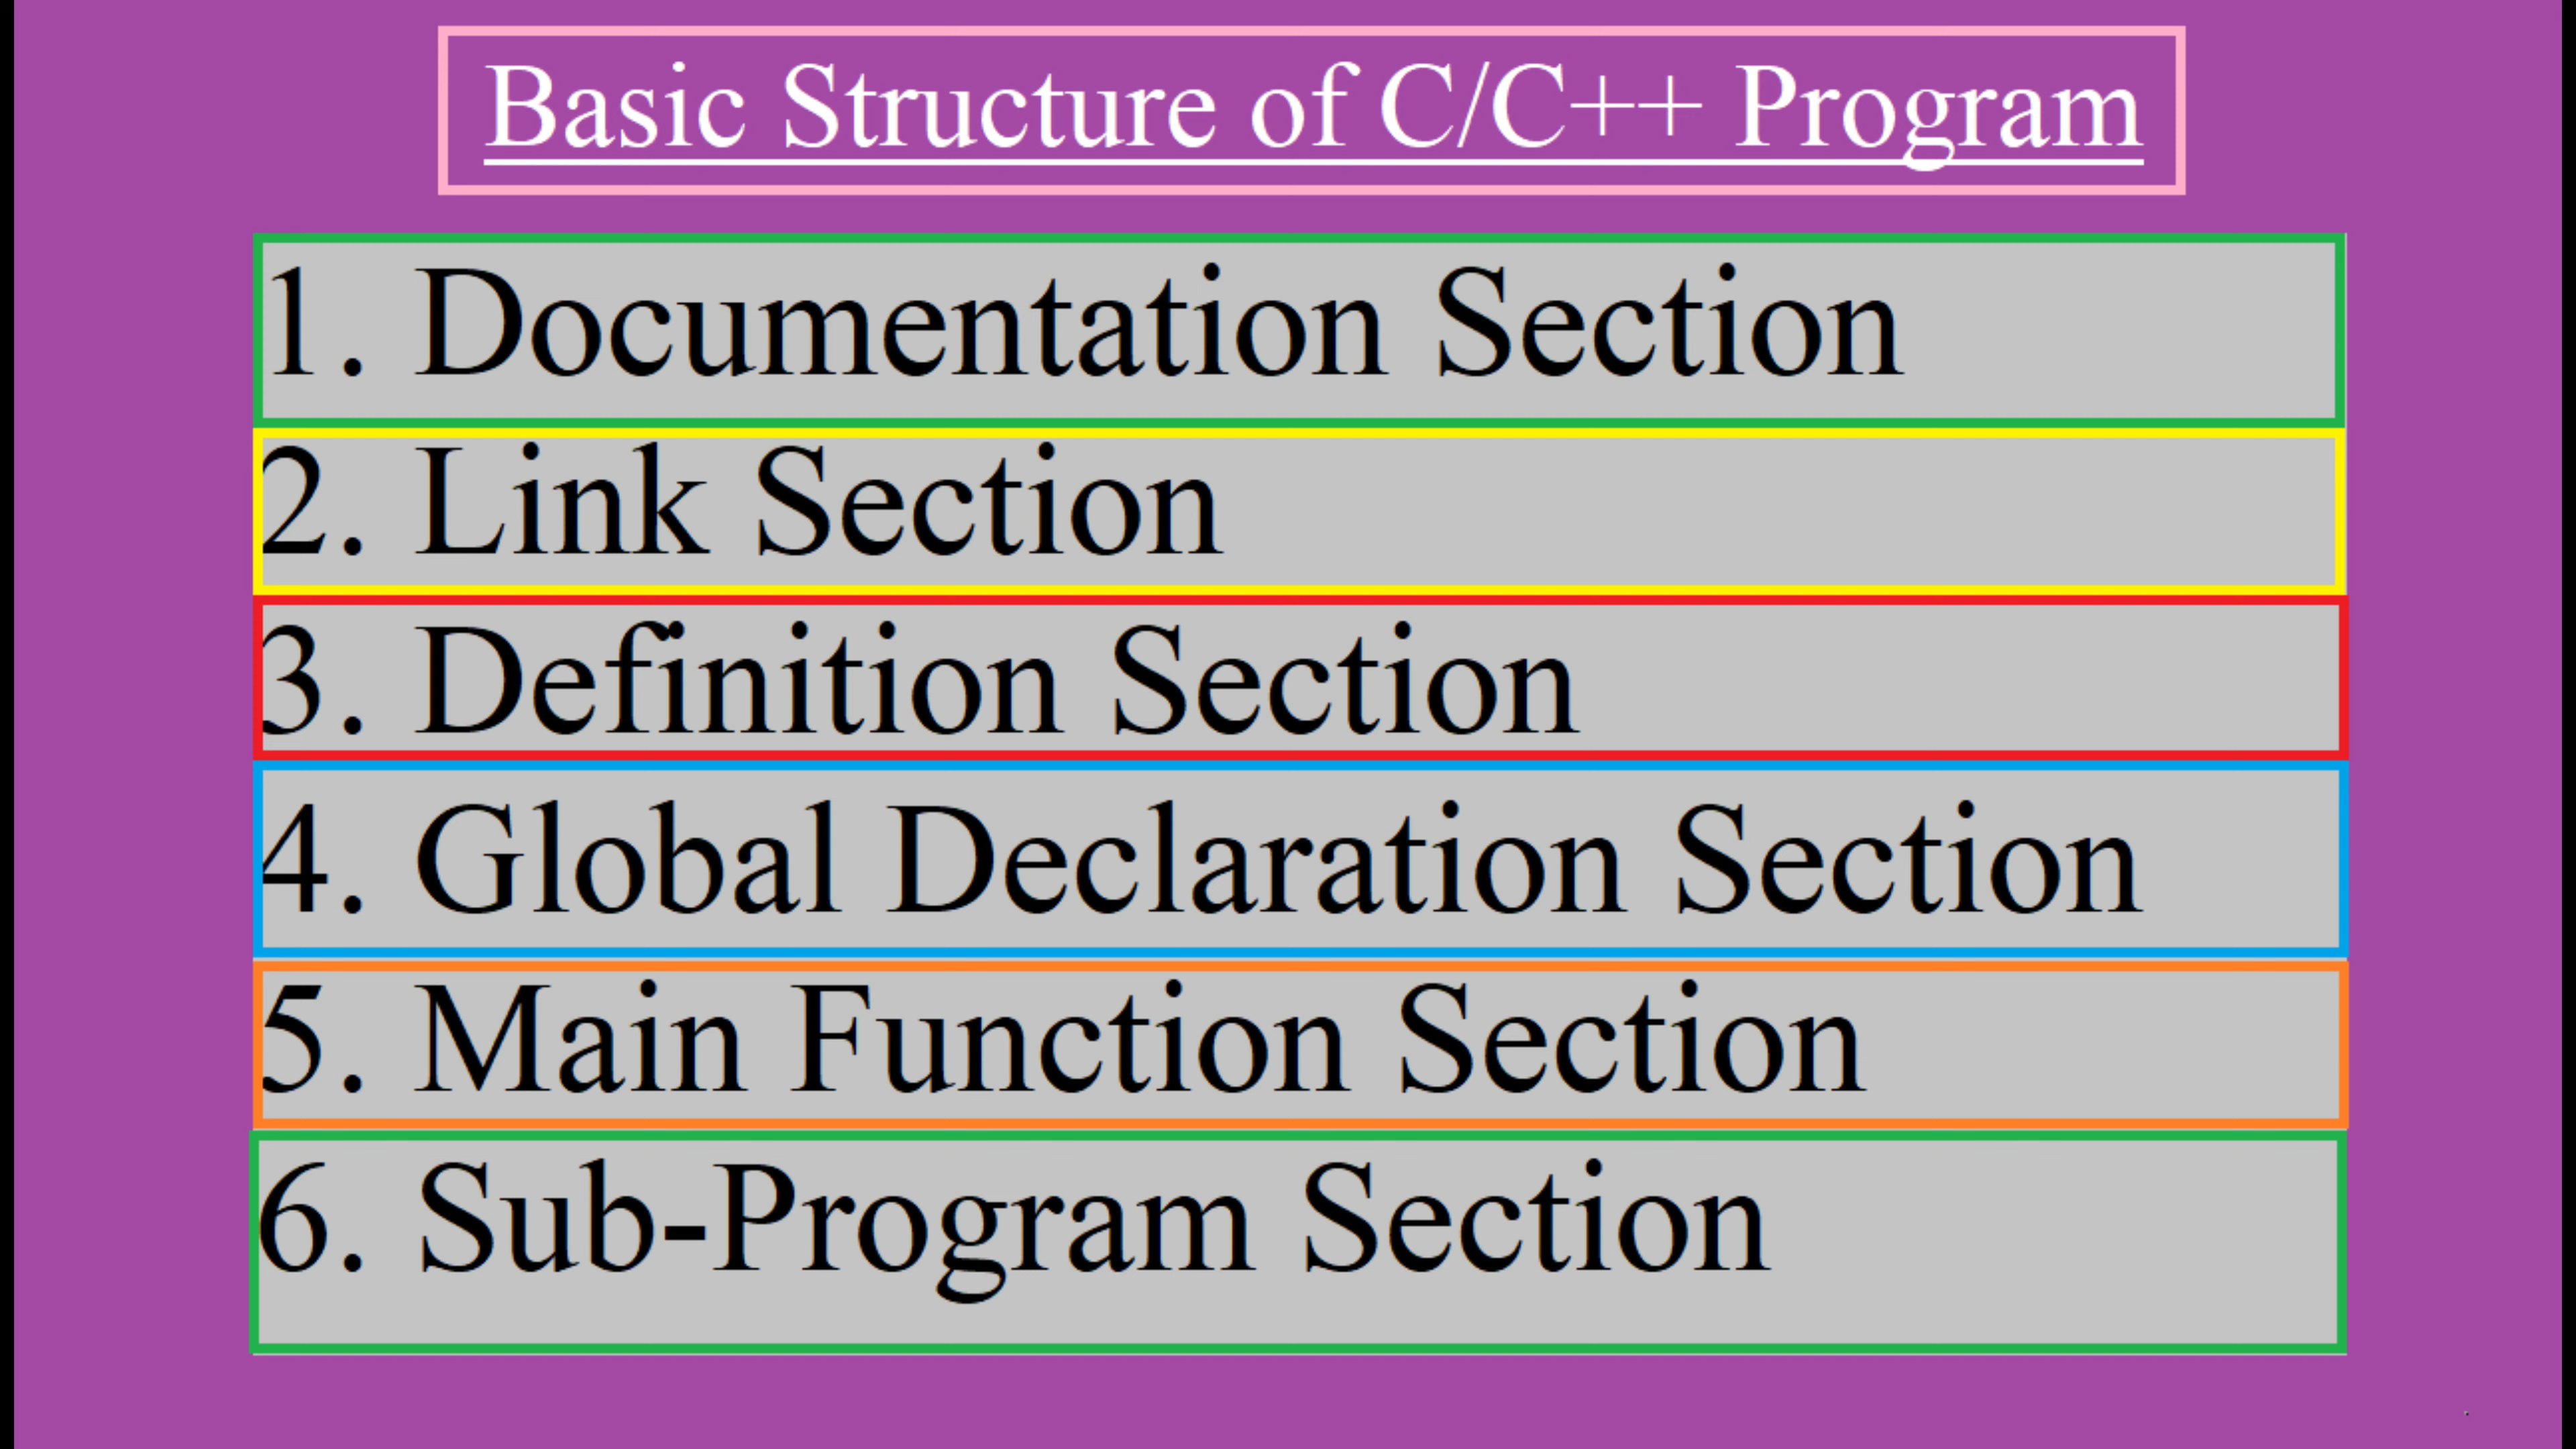 Basic Structure of C/C++ Program
1. Documentation Section
2. Link Section
3. Definition Section
4. Global Declaration Section
5. Main Function Section
6. Sub-Program Section